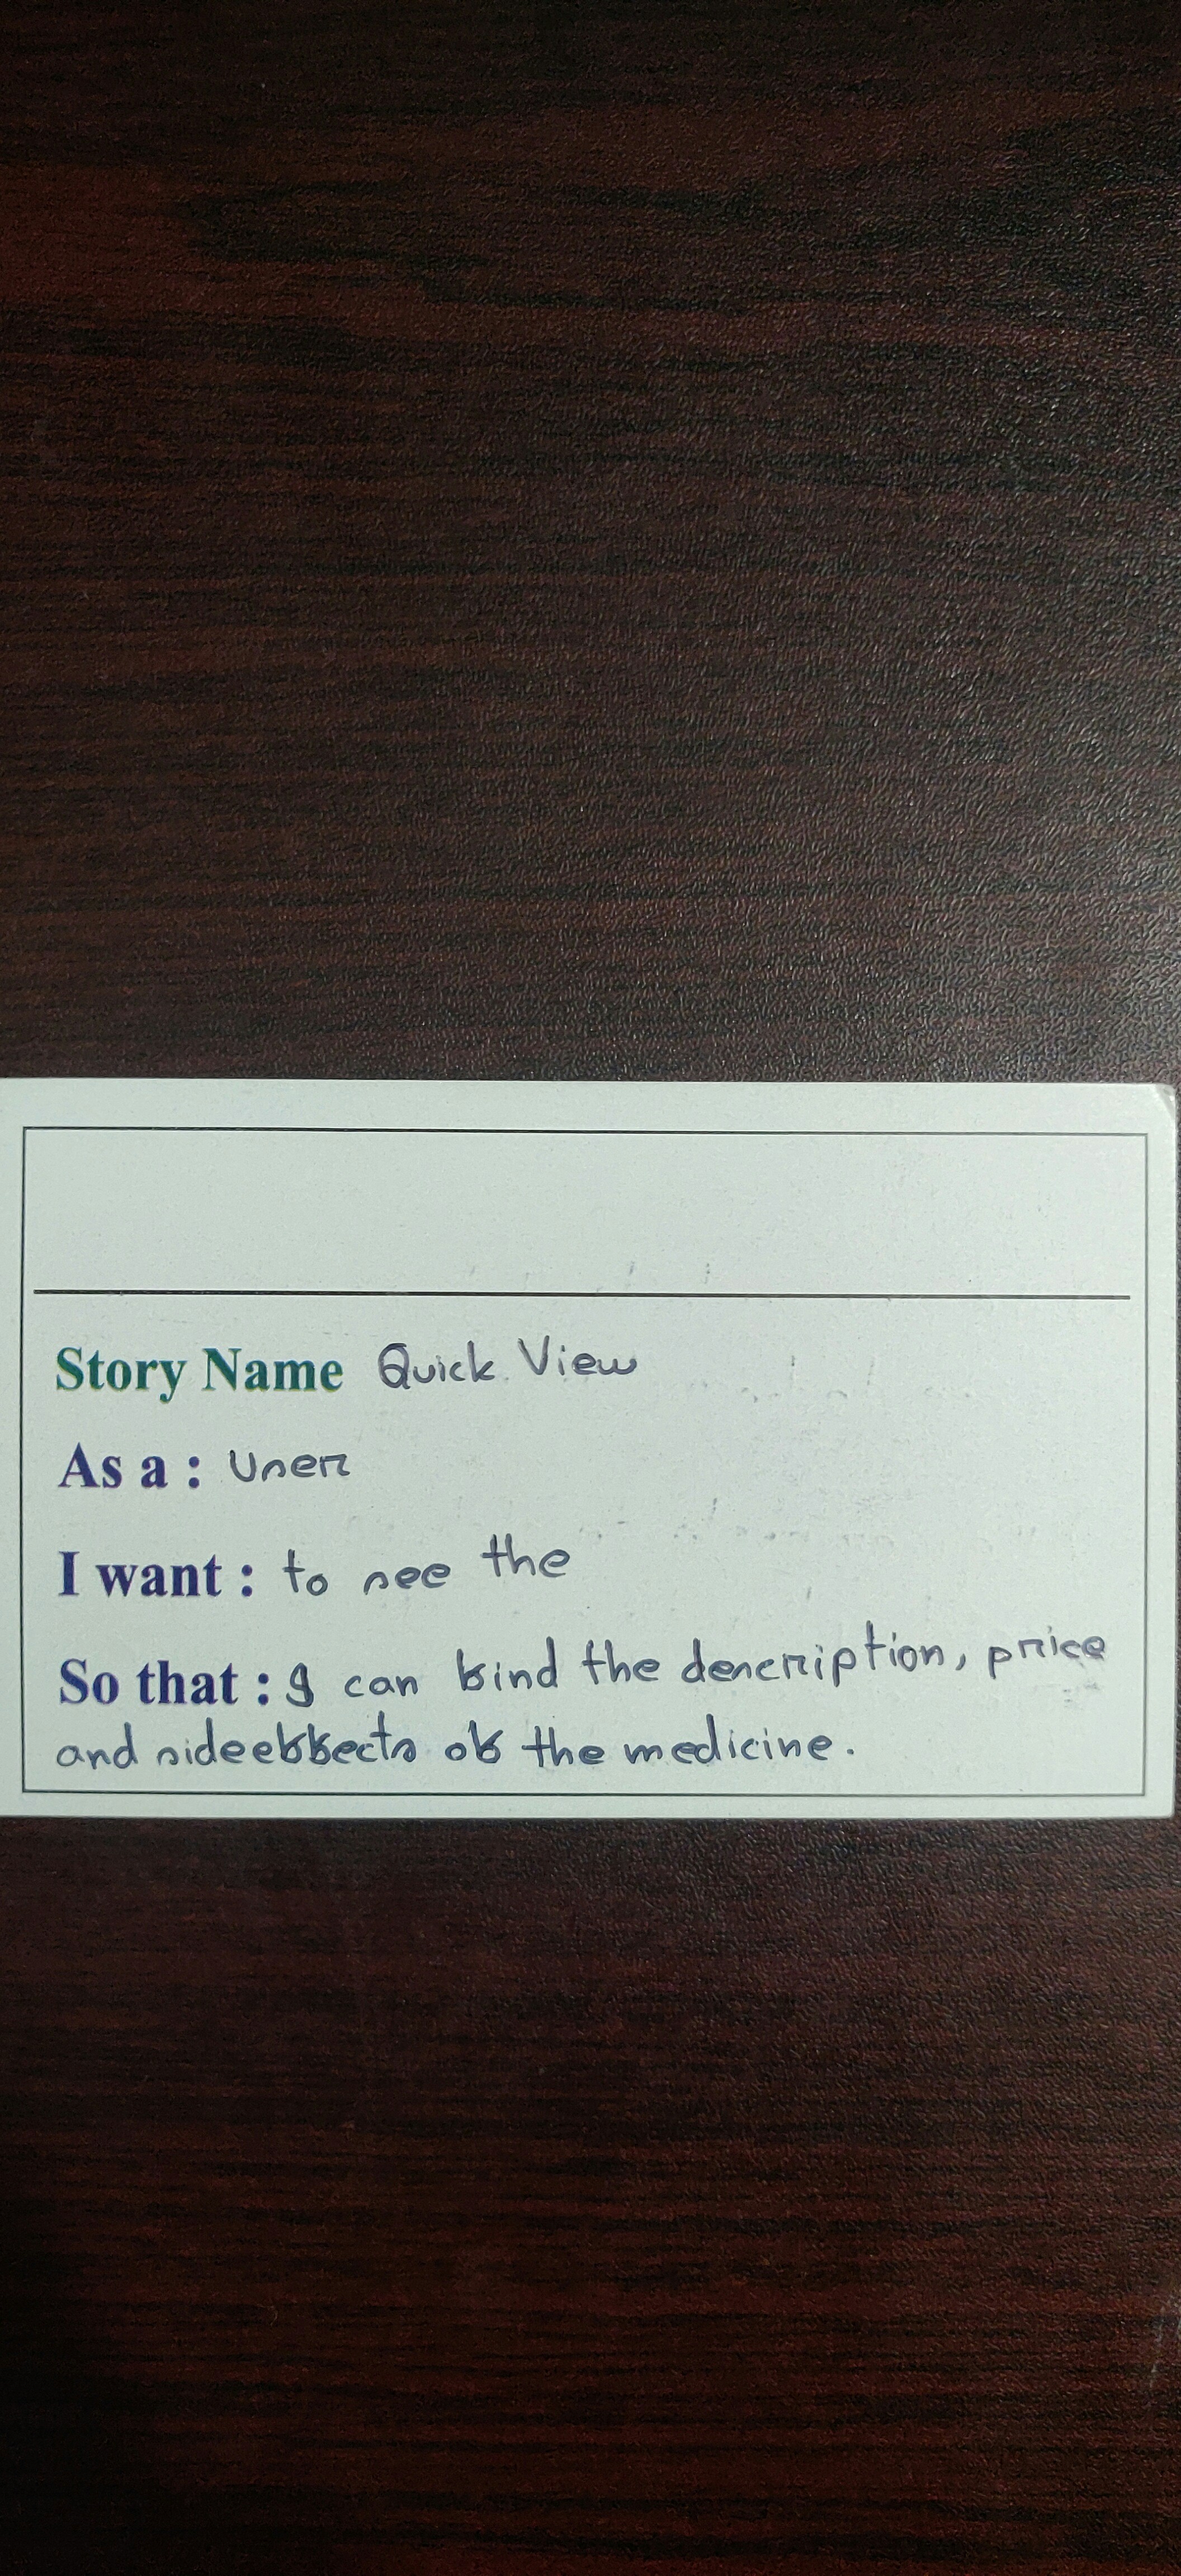 Story Name Quick View
As a : User
I want : to see the
So that : I can find the description, price
and sideeffects of the medicine.